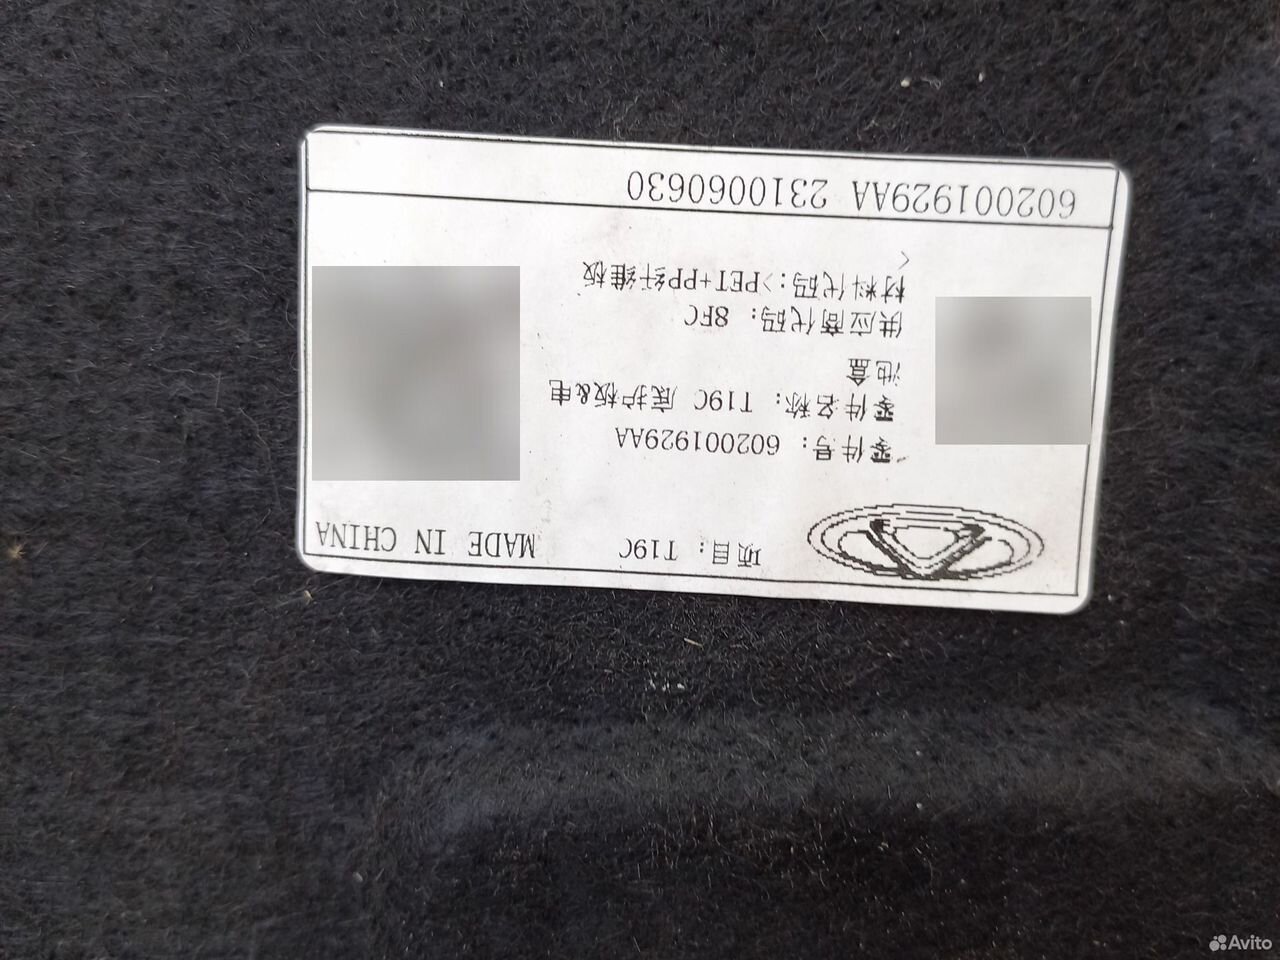 项目: T19C MADE IN CHINA
零件号: 602001929AA
零件名称: T19C 底护板&电
池盒
供应商代码: 8FC
材料代码:>PET+PP纤维板
<
602001929AA 2310060630
Avito